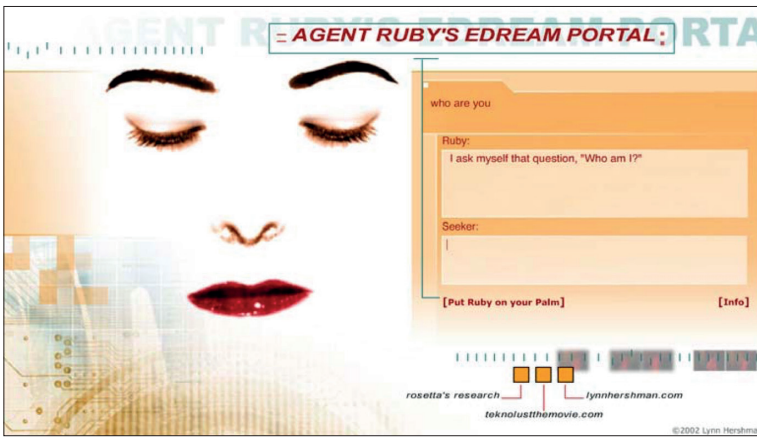 AGENT RUBY'S EDREAM PORTA
= AGENT RUBY'S EDREAM PORTAL:
who are you
Ruby:
I ask myself that question, "Who am I?"
Seeker:
[Put Ruby on your Palm]
[Info]
rosetta's research
lynnhershman.com
teknolustthemovie.com
©2002 Lynn Hershma